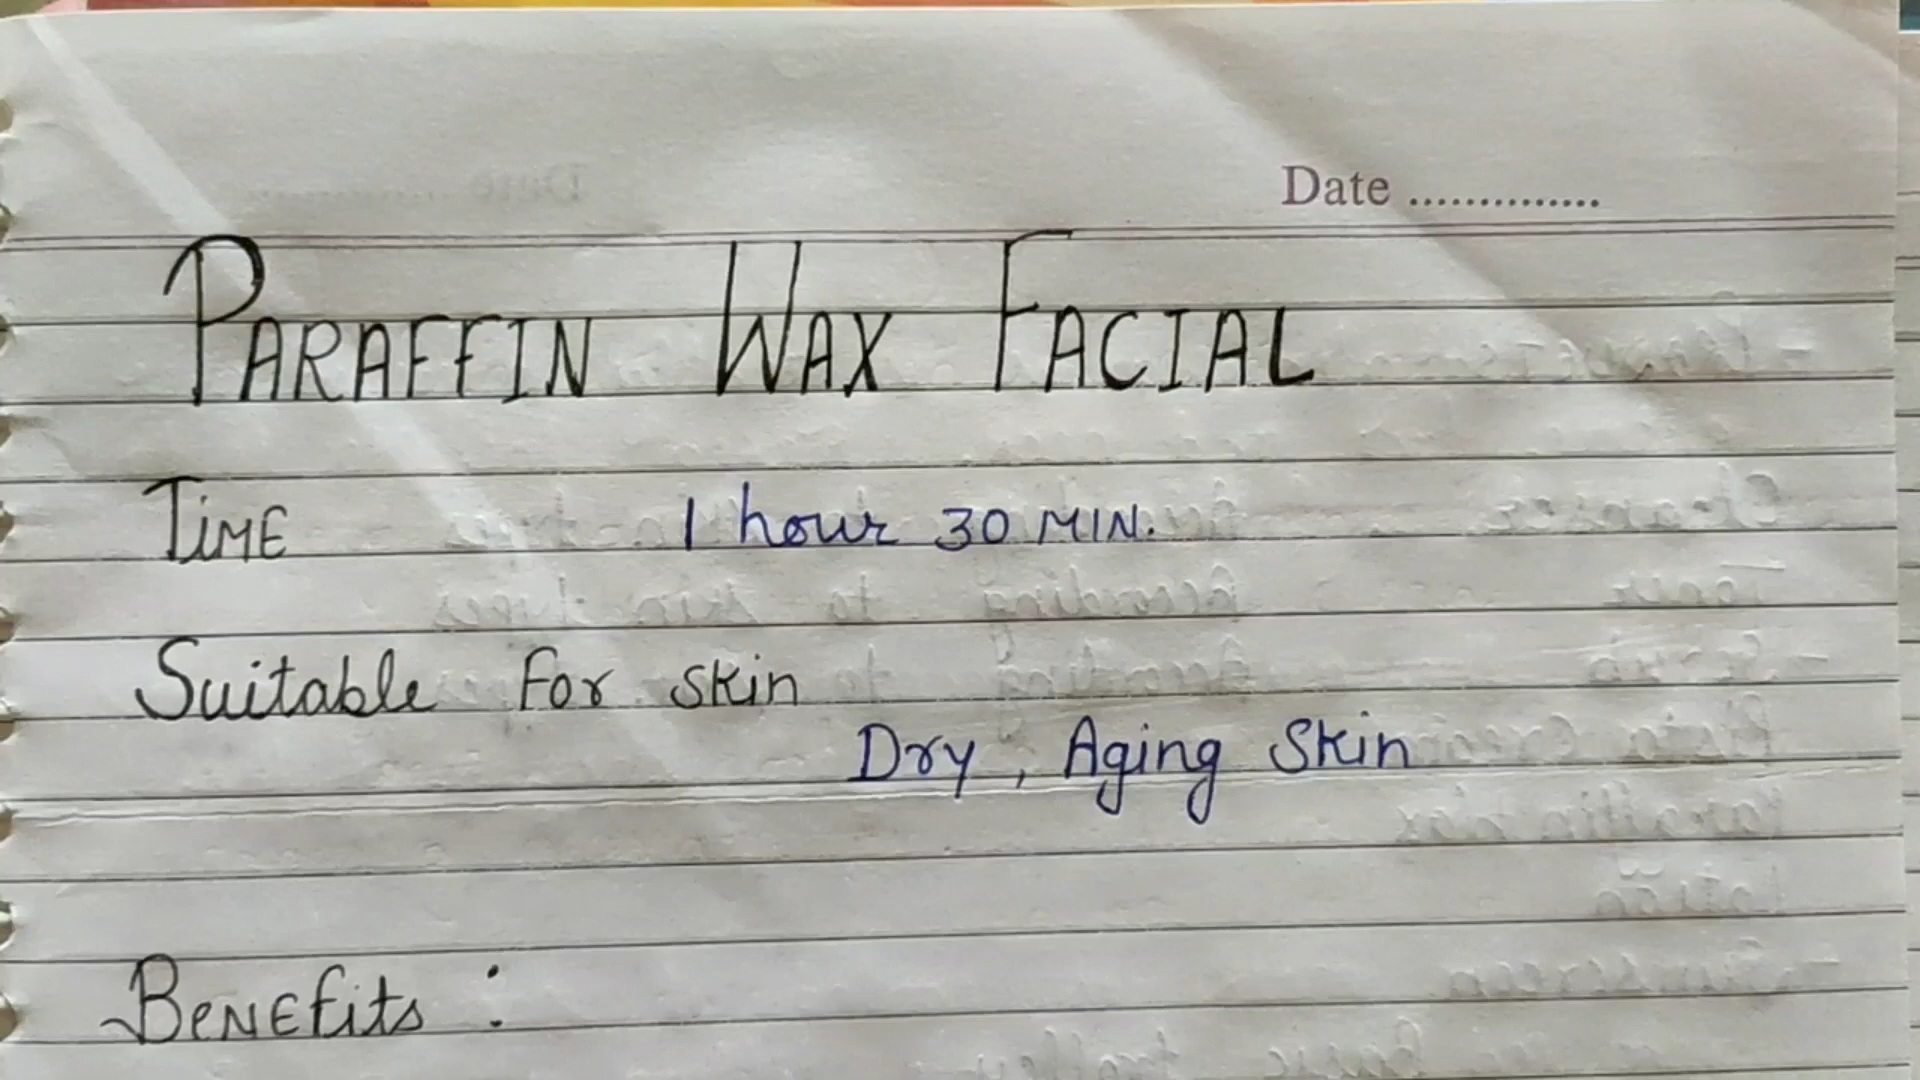 Date ..............
PARAFFIN WAX FACIAL
TIME 1 hour 30 MIN.
Suitable For skin
Dry, Aging Skin
BENEfits :